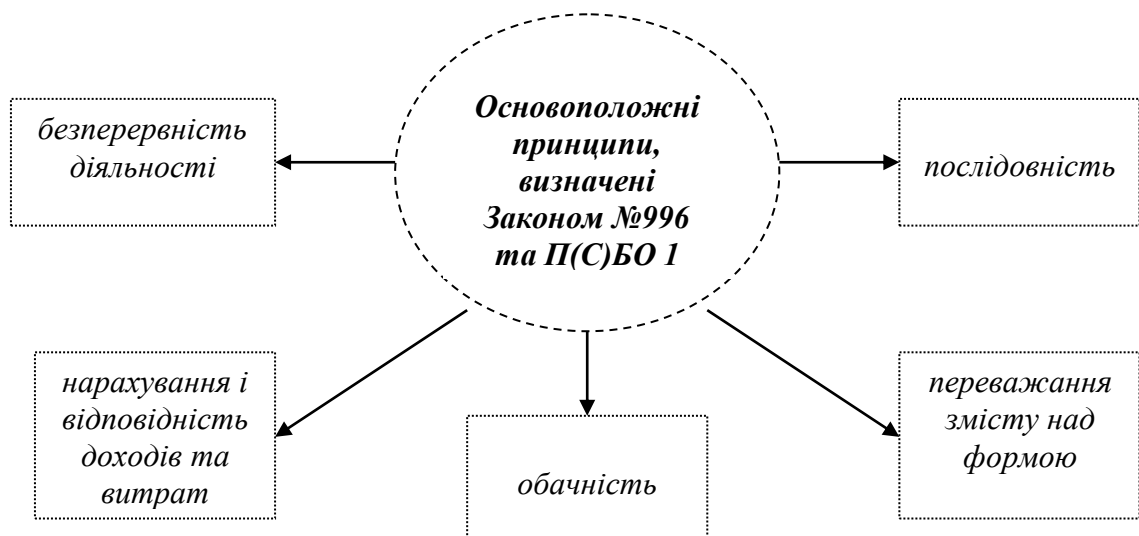 Основоположні
принципи,
визначені
Законом №996
та П(С)БО 1
безперервність
діяльності
послідовність
нарахування і
відповідність
доходів та
витрат
обачність
переважання
змісту над
формою